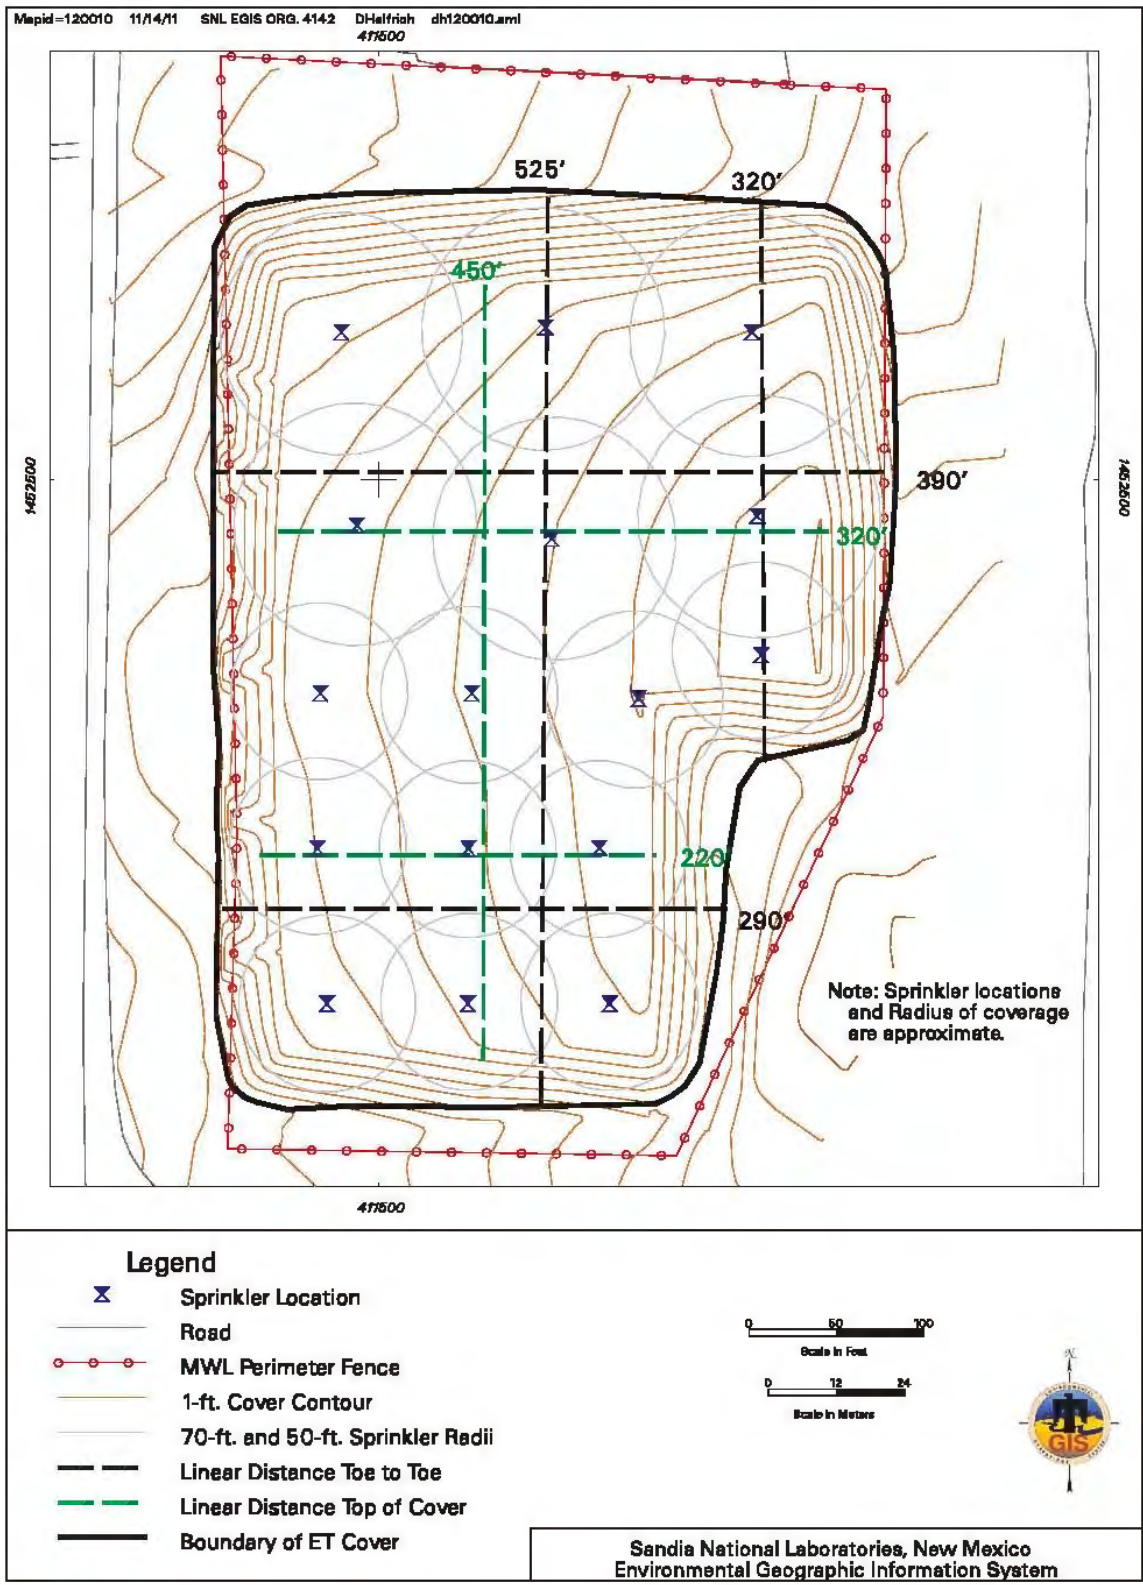 Mapid=120010 11/14/11 SNL EGIS ORG. 4142 DHelfrich dh120010.aml
411500
525'
320'
450'
1452500
1452500
390'
320'
220
290'
Note: Sprinkler locations
and Radius of coverage
are approximate.
411500
Legend
Sprinkler Location
Road
MWL Perimeter Fence
1-ft. Cover Contour
70-ft. and 50-ft. Sprinkler Radii
Linear Distance Toe to Toe
Linear Distance Top of Cover
Boundary of ET Cover
0 50 100
Scale in Feet
0 12 24
Scale in Meters
N
GIS
Sandia National Laboratories, New Mexico
Environmental Geographic Information System